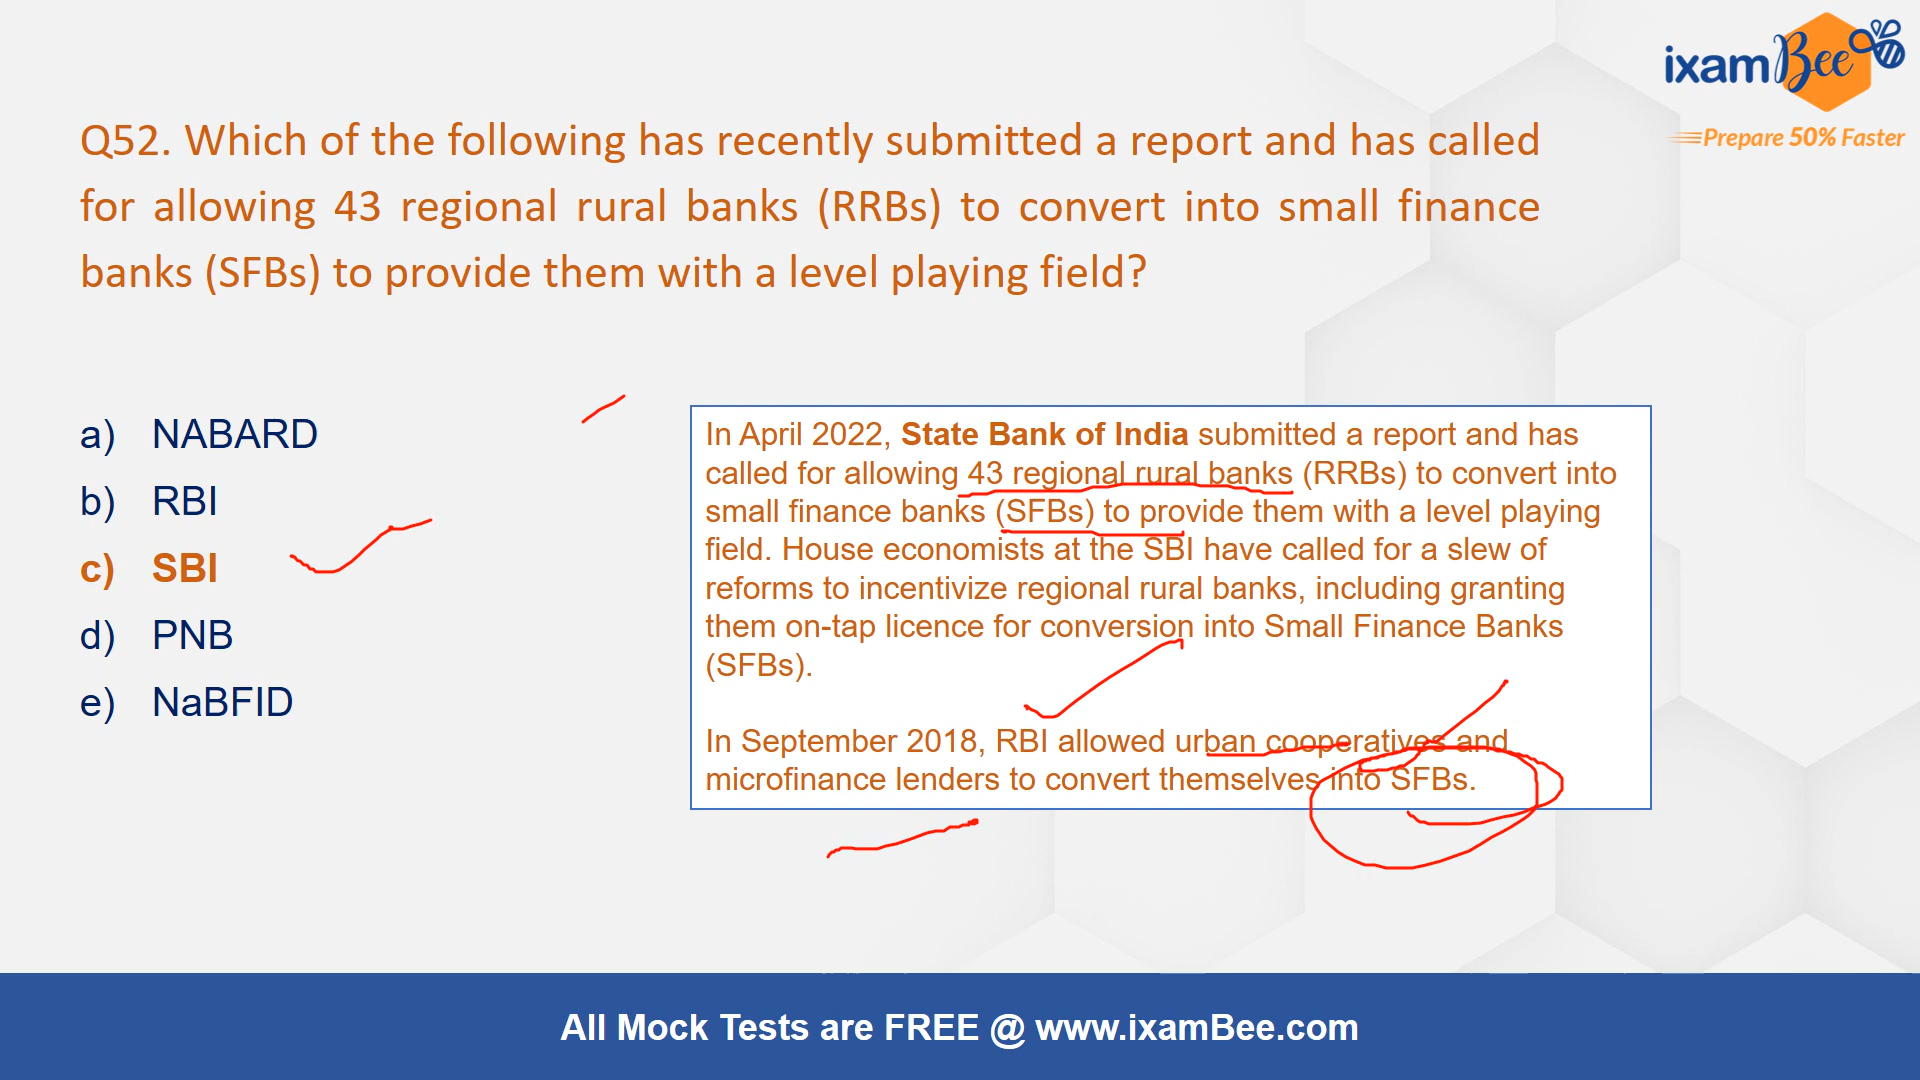 ixamBee
Prepare 50% Faster
Q52. Which of the following has recently submitted a report and has called
for allowing 43 regional rural banks (RRBs) to convert into small finance
banks (SFBs) to provide them with a level playing field?
a) NABARD
b) RBI
c) SBI
d) PNB
e) NaBFID
In April 2022, State Bank of India submitted a report and has
called for allowing 43 regional rural banks (RRBs) to convert into
small finance banks (SFBs) to provide them with a level playing
field. House economists at the SBI have called for a slew of
reforms to incentivize regional rural banks, including granting
them on-tap licence for conversion into Small Finance Banks
(SFBs).
In September 2018, RBI allowed urban cooperatives and
microfinance lenders to convert themselves into SFBs.
All Mock Tests are FREE @ www.ixamBee.com